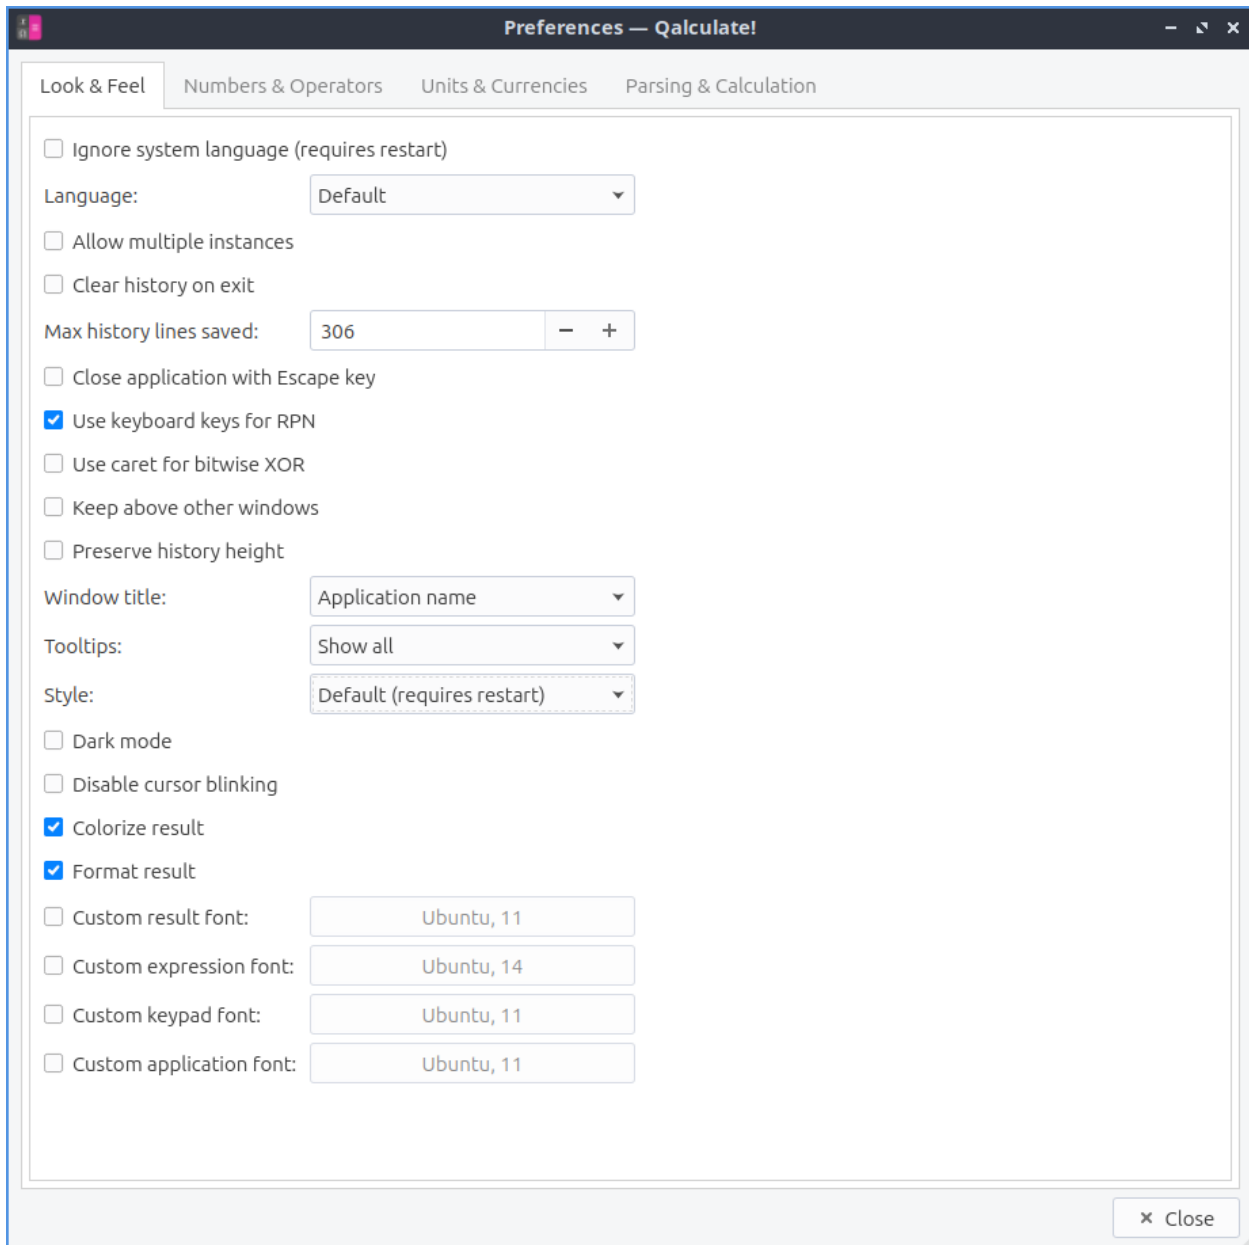 Preferences — Qalculate!
Look & Feel Numbers & Operators Units & Currencies Parsing & Calculation
Ignore system language (requires restart)
Language: Default
Allow multiple instances
Clear history on exit
Max history lines saved: 306 − +
Close application with Escape key
Use keyboard keys for RPN
Use caret for bitwise XOR
Keep above other windows
Preserve history height
Window title: Application name
Tooltips: Show all
Style: Default (requires restart)
Dark mode
Disable cursor blinking
Colorize result
Format result
Custom result font: Ubuntu, 11
Custom expression font: Ubuntu, 14
Custom keypad font: Ubuntu, 11
Custom application font: Ubuntu, 11
Close